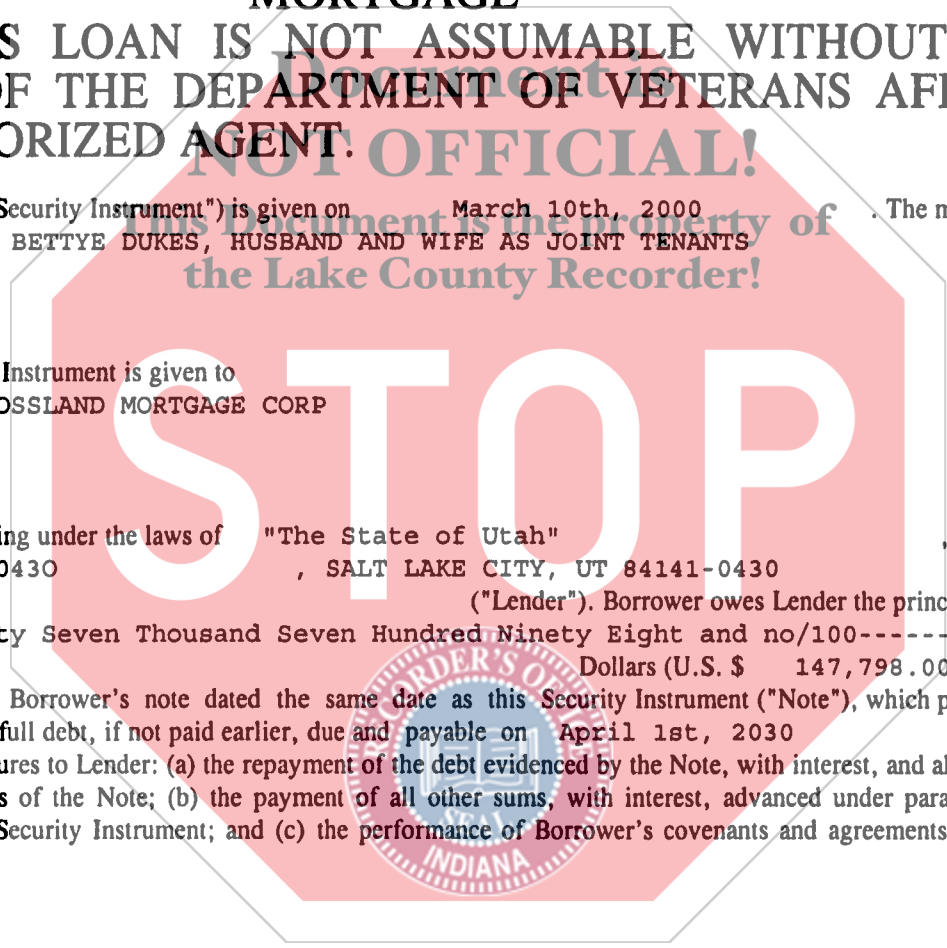 MORTGAGE
S LOAN IS NOT ASSUMABLE WITHOUT
OF THE DEPARTMENT OF VETERANS AFF
ORIZED AGENT.
Document is
NOT OFFICIAL!
This Document is the property of
the Lake County Recorder!
Security Instrument") is given on March 10th, 2000 . The m
BETTYE DUKES, HUSBAND AND WIFE AS JOINT TENANTS
Instrument is given to
OSSLAND MORTGAGE CORP
STOP
ing under the laws of "The State of Utah" ,
0430 , SALT LAKE CITY, UT 84141-0430
("Lender"). Borrower owes Lender the princ
ty Seven Thousand Seven Hundred Ninety Eight and no/100------
Dollars (U.S. $ 147,798.00
Borrower's note dated the same date as this Security Instrument ("Note"), which p
full debt, if not paid earlier, due and payable on April 1st, 2030
ures to Lender: (a) the repayment of the debt evidenced by the Note, with interest, and al
s of the Note; (b) the payment of all other sums, with interest, advanced under para
Security Instrument; and (c) the performance of Borrower's covenants and agreements
RECORDER'S OFFICE
SEAL
INDIANA